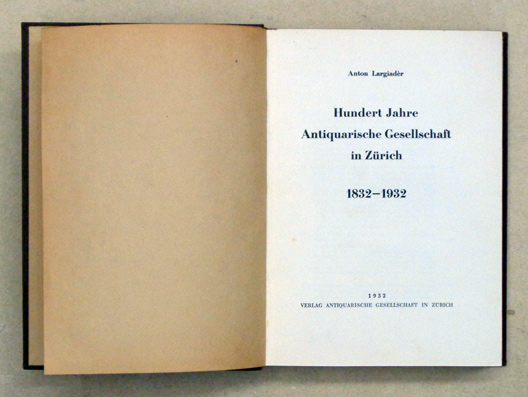 Anton Largiadèr
Hundert Jahre
Antiquarische Gesellschaft
in Zürich
1832–1932
1932
VERLAG ANTIQUARISCHE GESELLSCHAFT IN ZÜRICH